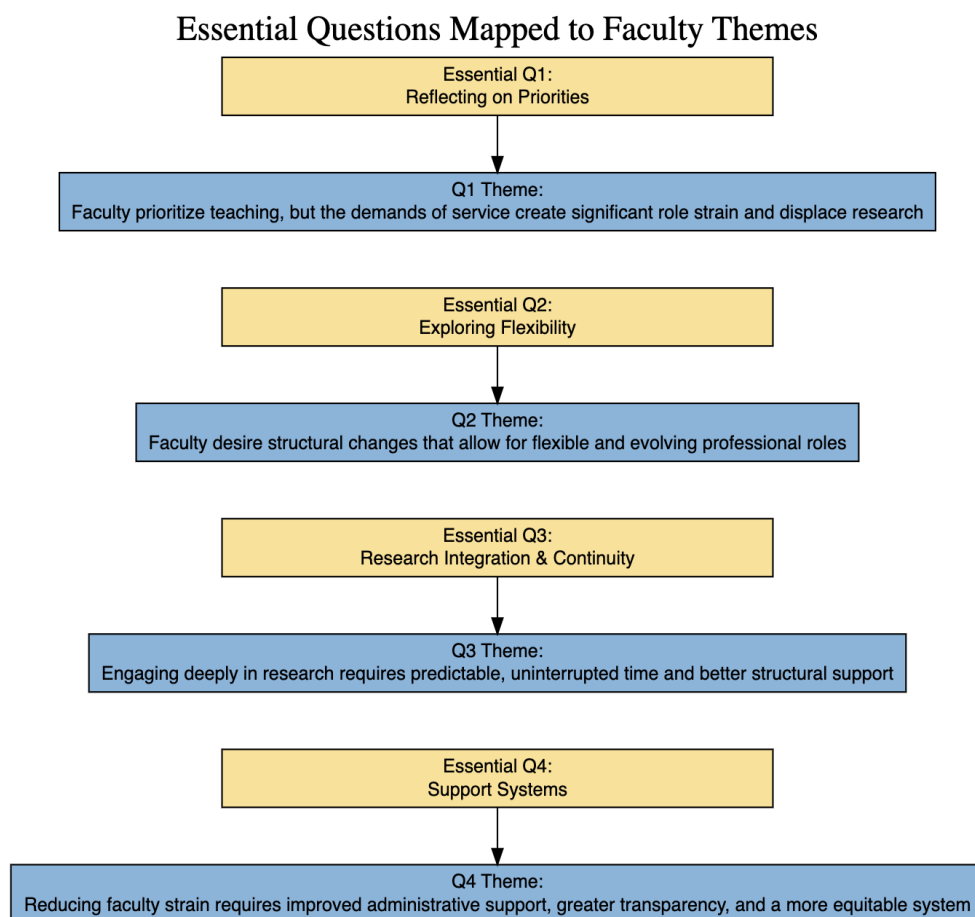 Essential Questions Mapped to Faculty Themes
Essential Q1:
Reflecting on Priorities
Q1 Theme:
Faculty prioritize teaching, but the demands of service create significant role strain and displace research
Essential Q2:
Exploring Flexibility
Q2 Theme:
Faculty desire structural changes that allow for flexible and evolving professional roles
Essential Q3:
Research Integration & Continuity
Q3 Theme:
Engaging deeply in research requires predictable, uninterrupted time and better structural support
Essential Q4:
Support Systems
Q4 Theme:
Reducing faculty strain requires improved administrative support, greater transparency, and a more equitable system